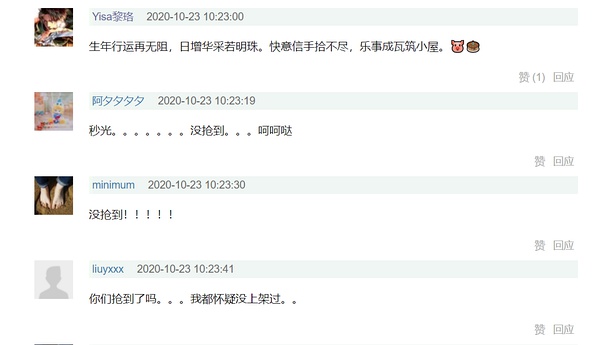 Yisa黎珞 2020-10-23 10:23:00
生年行运再无阻，日增华采若明珠。快意信手拾不尽，乐事成瓦筑小屋。🐷🍔
赞 (1) 回应
阿夕夕夕夕 2020-10-23 10:23:19
秒光。。。。。。。没抢到。。。呵呵哒
赞 回应
minimum 2020-10-23 10:23:30
没抢到！！！！！
赞 回应
liuyxxx 2020-10-23 10:23:41
你们抢到了吗。。。我都怀疑没上架过。。
赞 回应